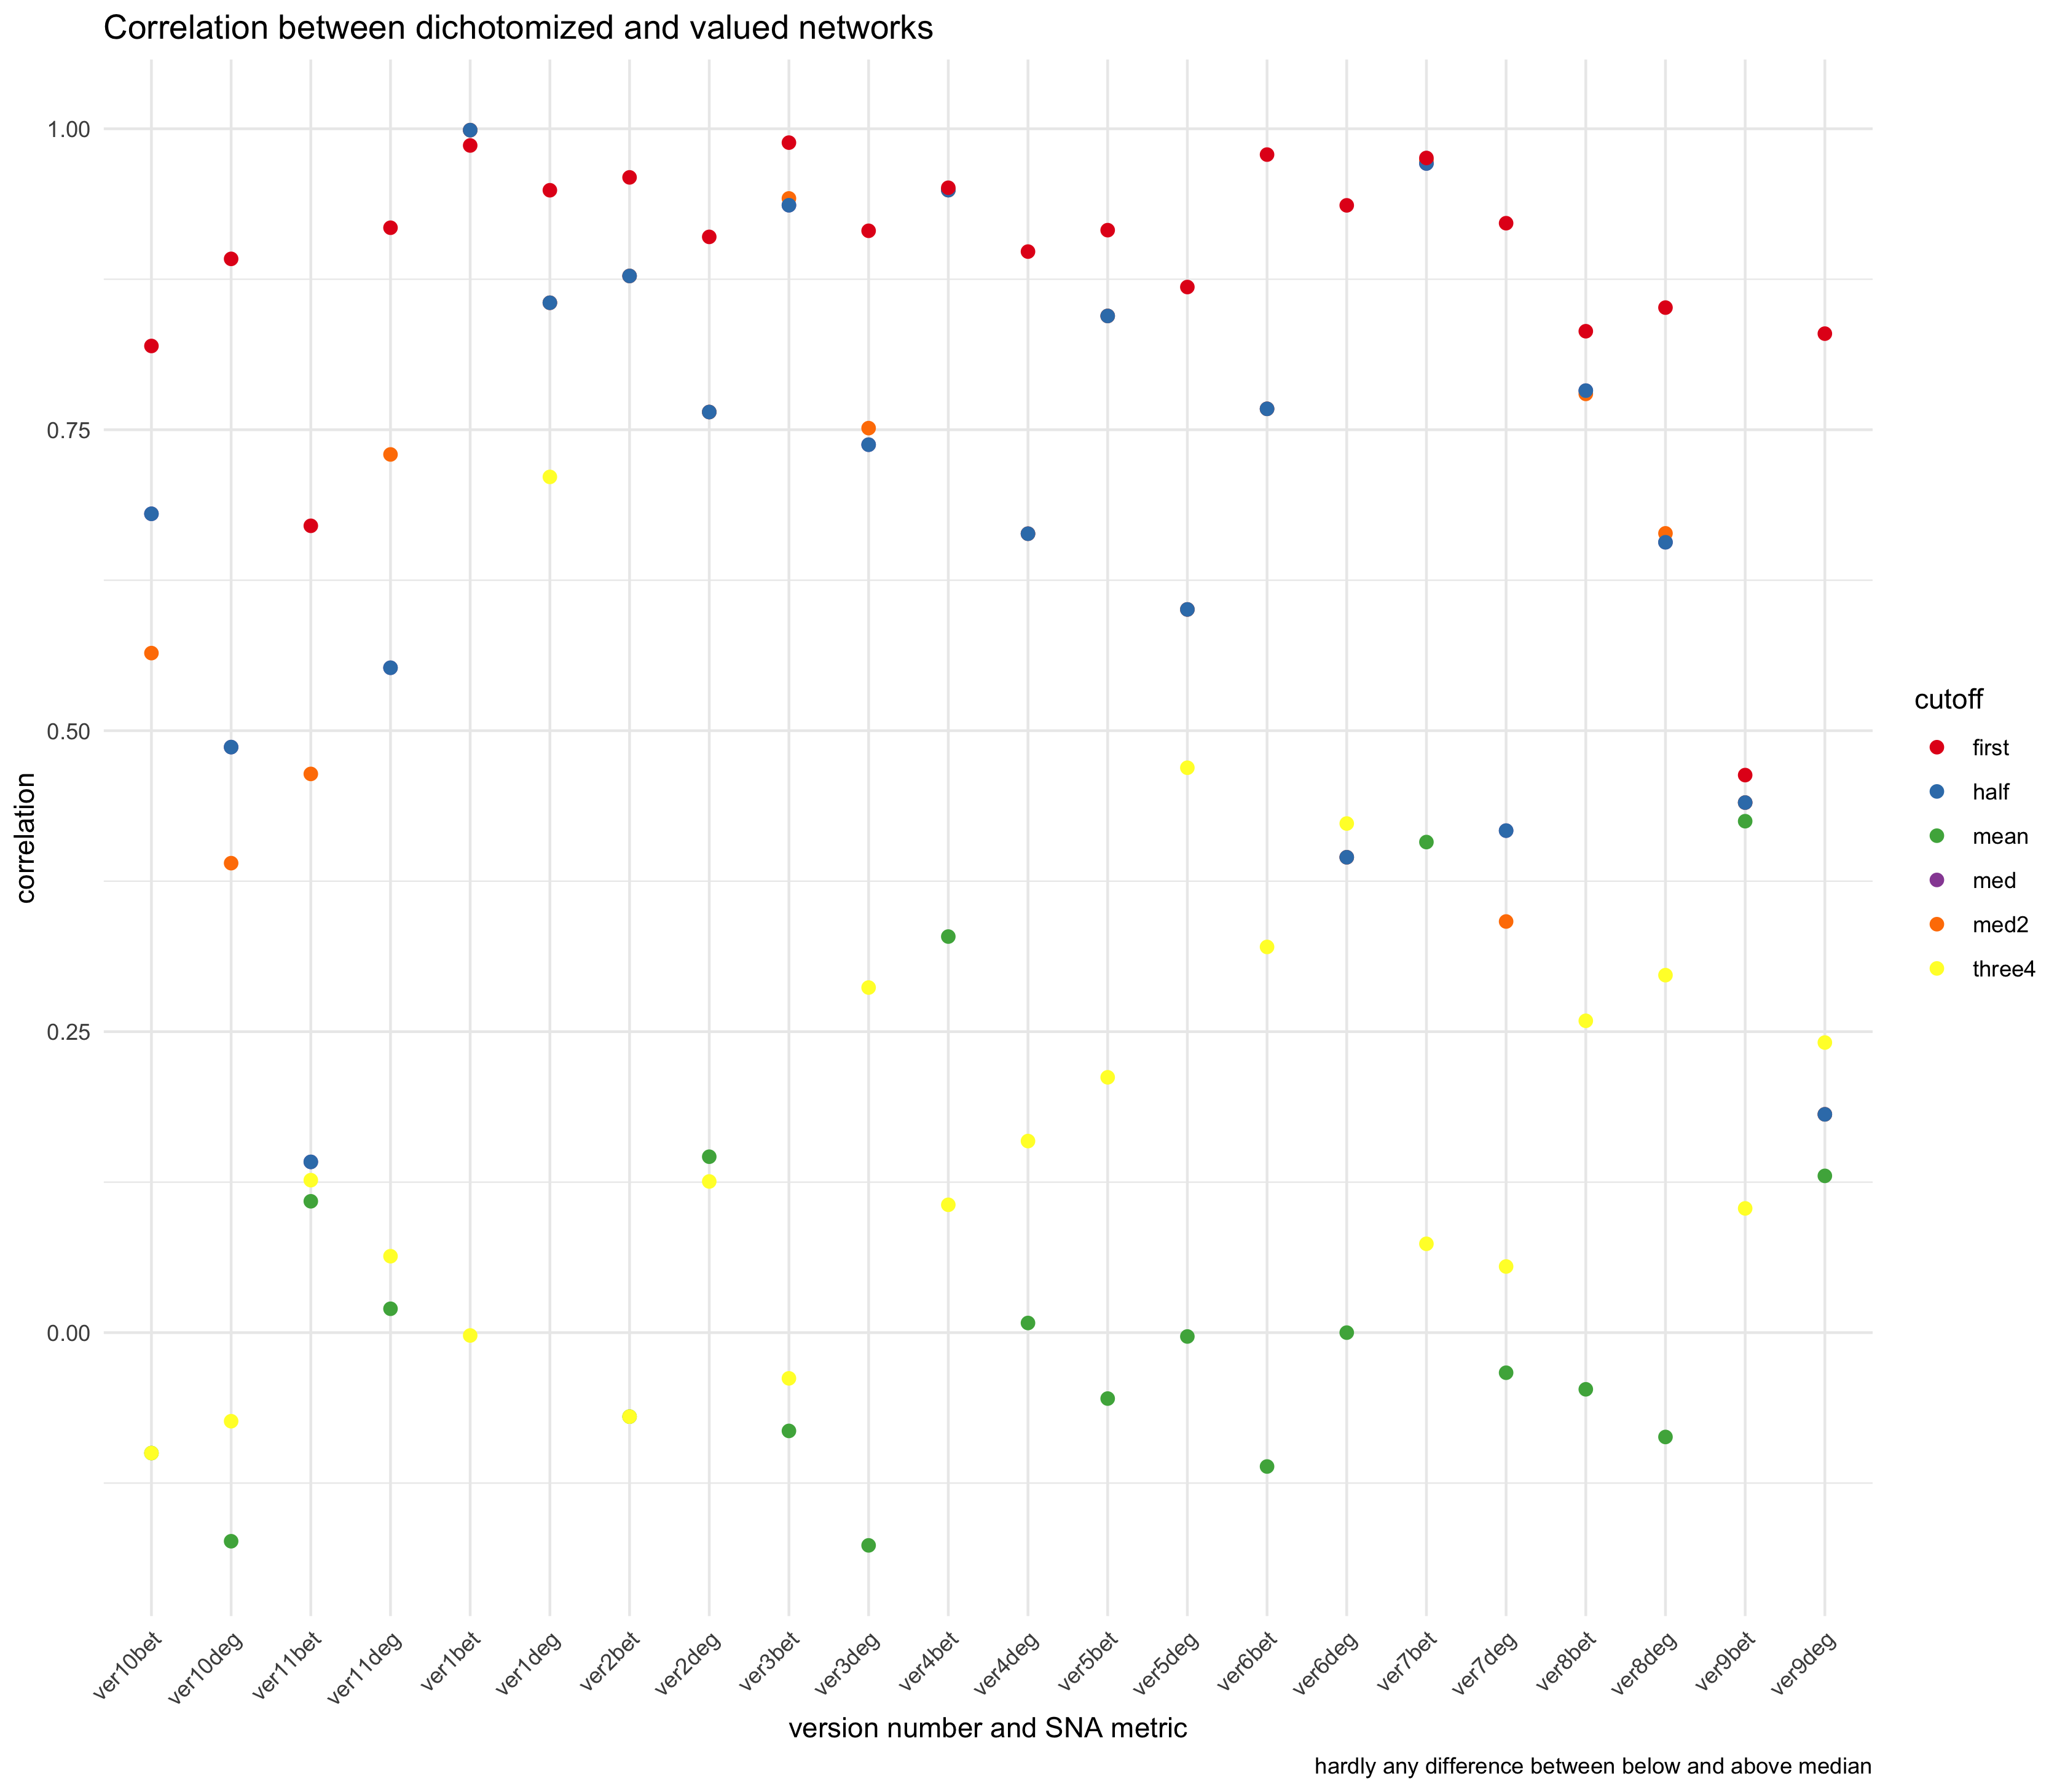 Correlation between dichotomized and valued networks
1.00
0.75
0.50
0.25
0.00
correlation
ver10bet
ver10deg
ver11bet
ver11deg
ver1bet
ver1deg
ver2bet
ver2deg
ver3bet
ver3deg
ver4bet
ver4deg
ver5bet
ver5deg
ver6bet
ver6deg
ver7bet
ver7deg
ver8bet
ver8deg
ver9bet
ver9deg
version number and SNA metric
cutoff
first
half
mean
med
med2
three4
hardly any difference between below and above median